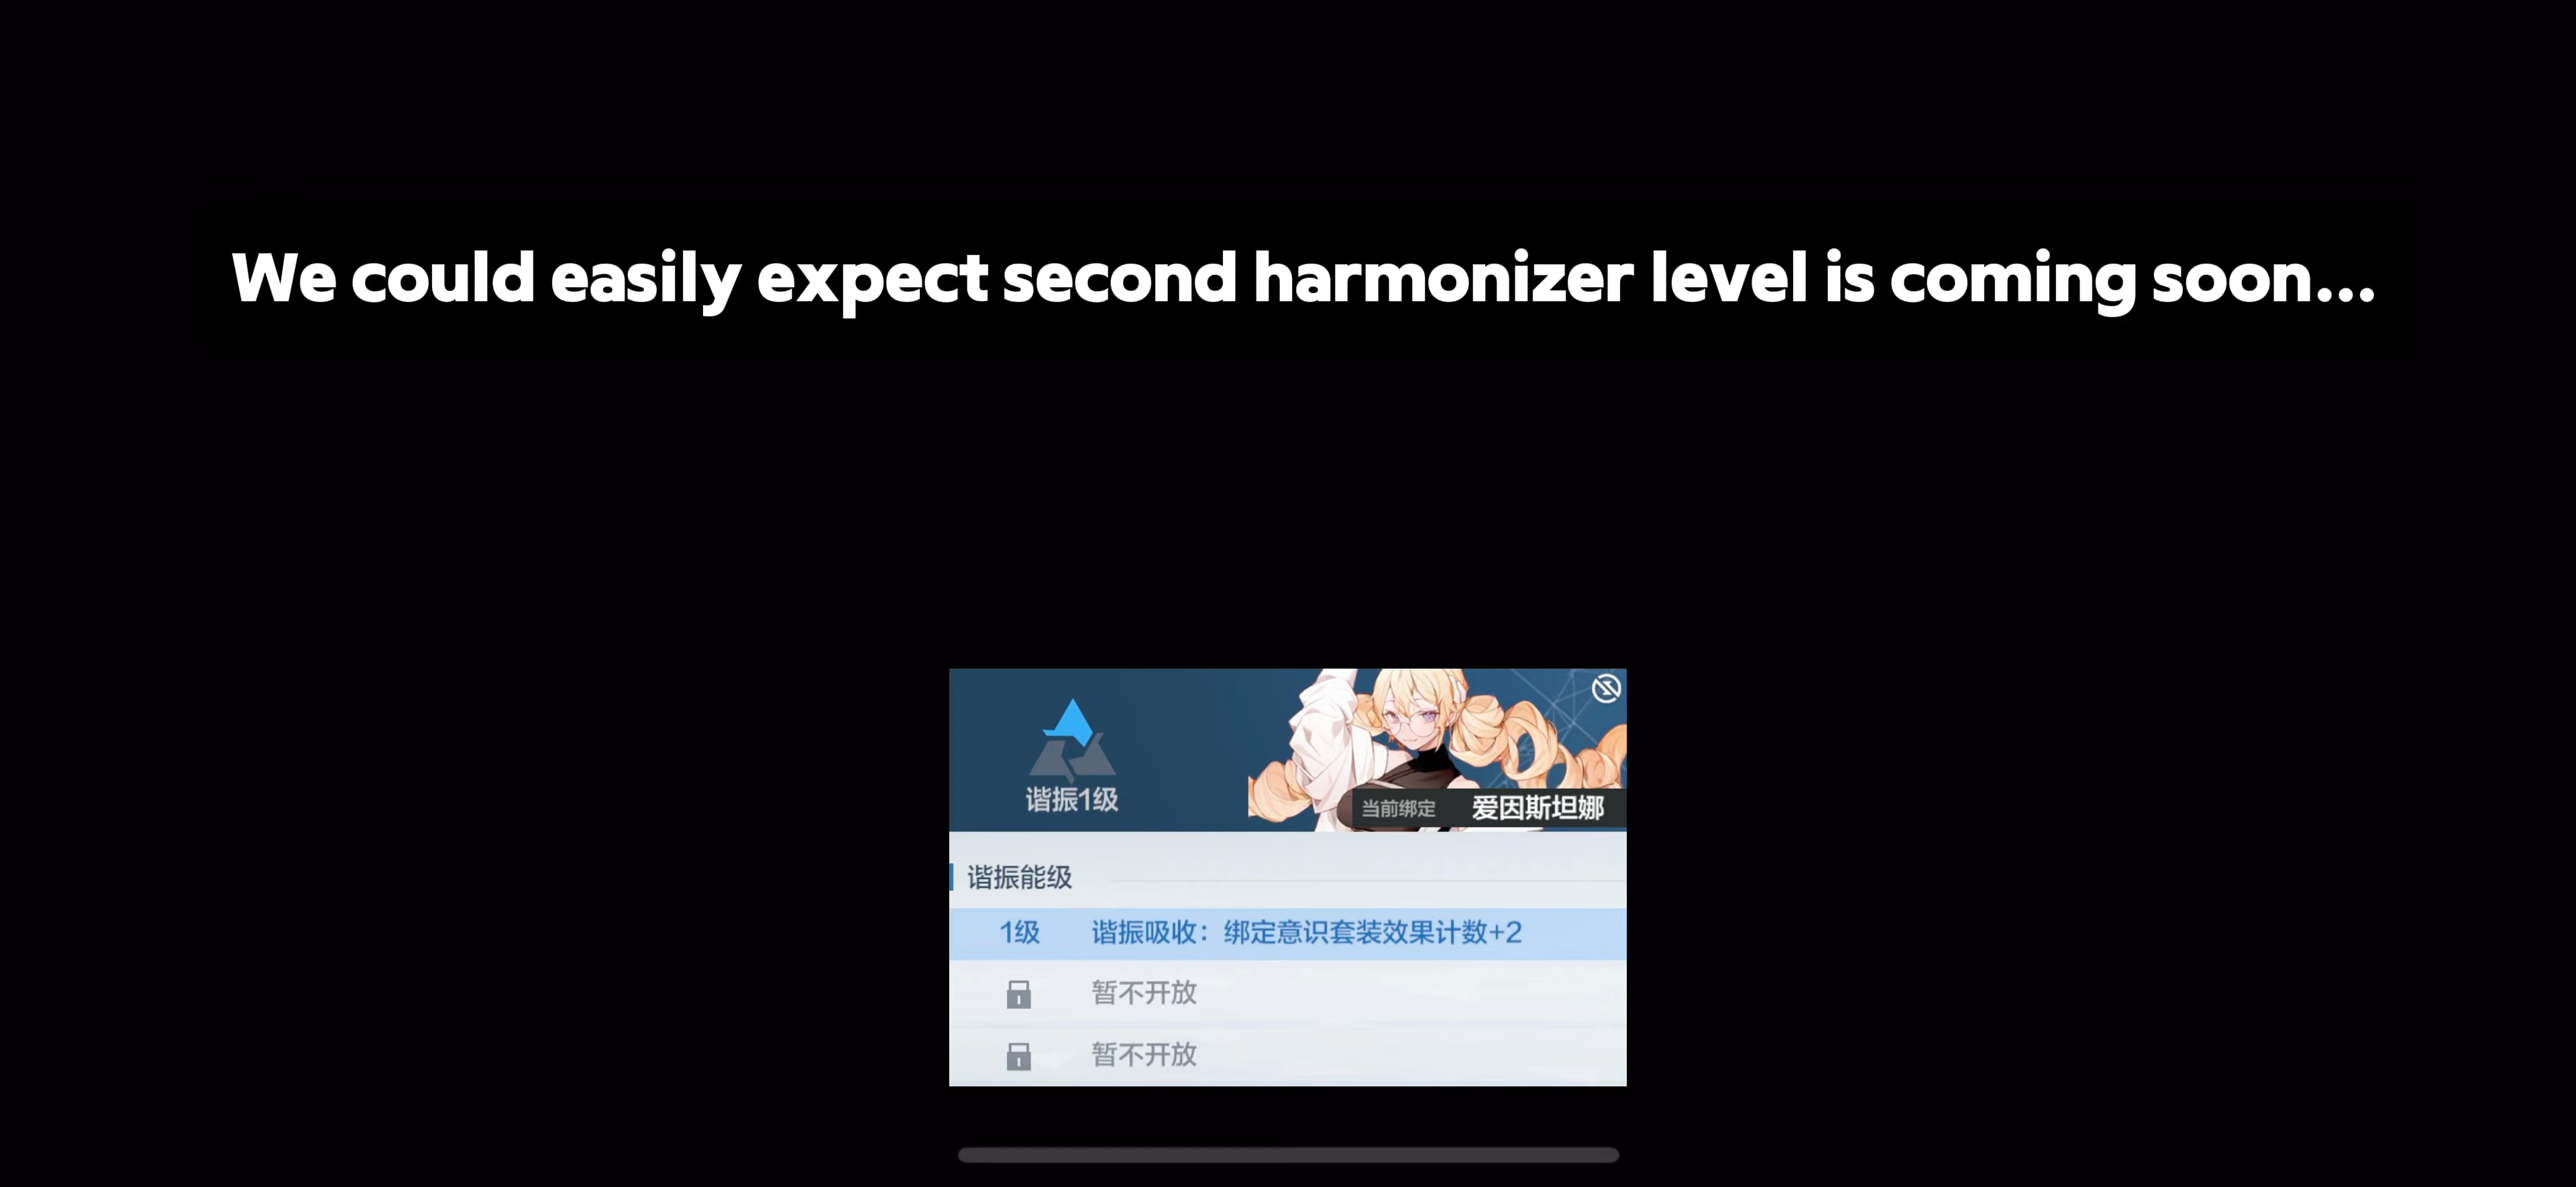 We could easily expect second harmonizer level is coming soon...
谐振1级
当前绑定 爱因斯坦娜
谐振能级
1级 谐振吸收：绑定意识套装效果计数+2
暂不开放
暂不开放